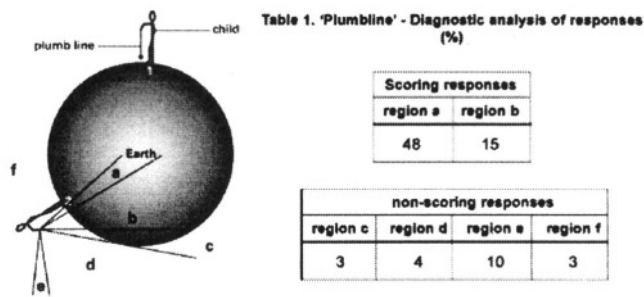 child
plumb line
Earth
a
f
b
c
d
e
Table 1. 'Plumbline' - Diagnostic analysis of responses
(%)
Scoring responses
region a region b
48 15
non-scoring responses
region c region d region e region f
3 4 10 3